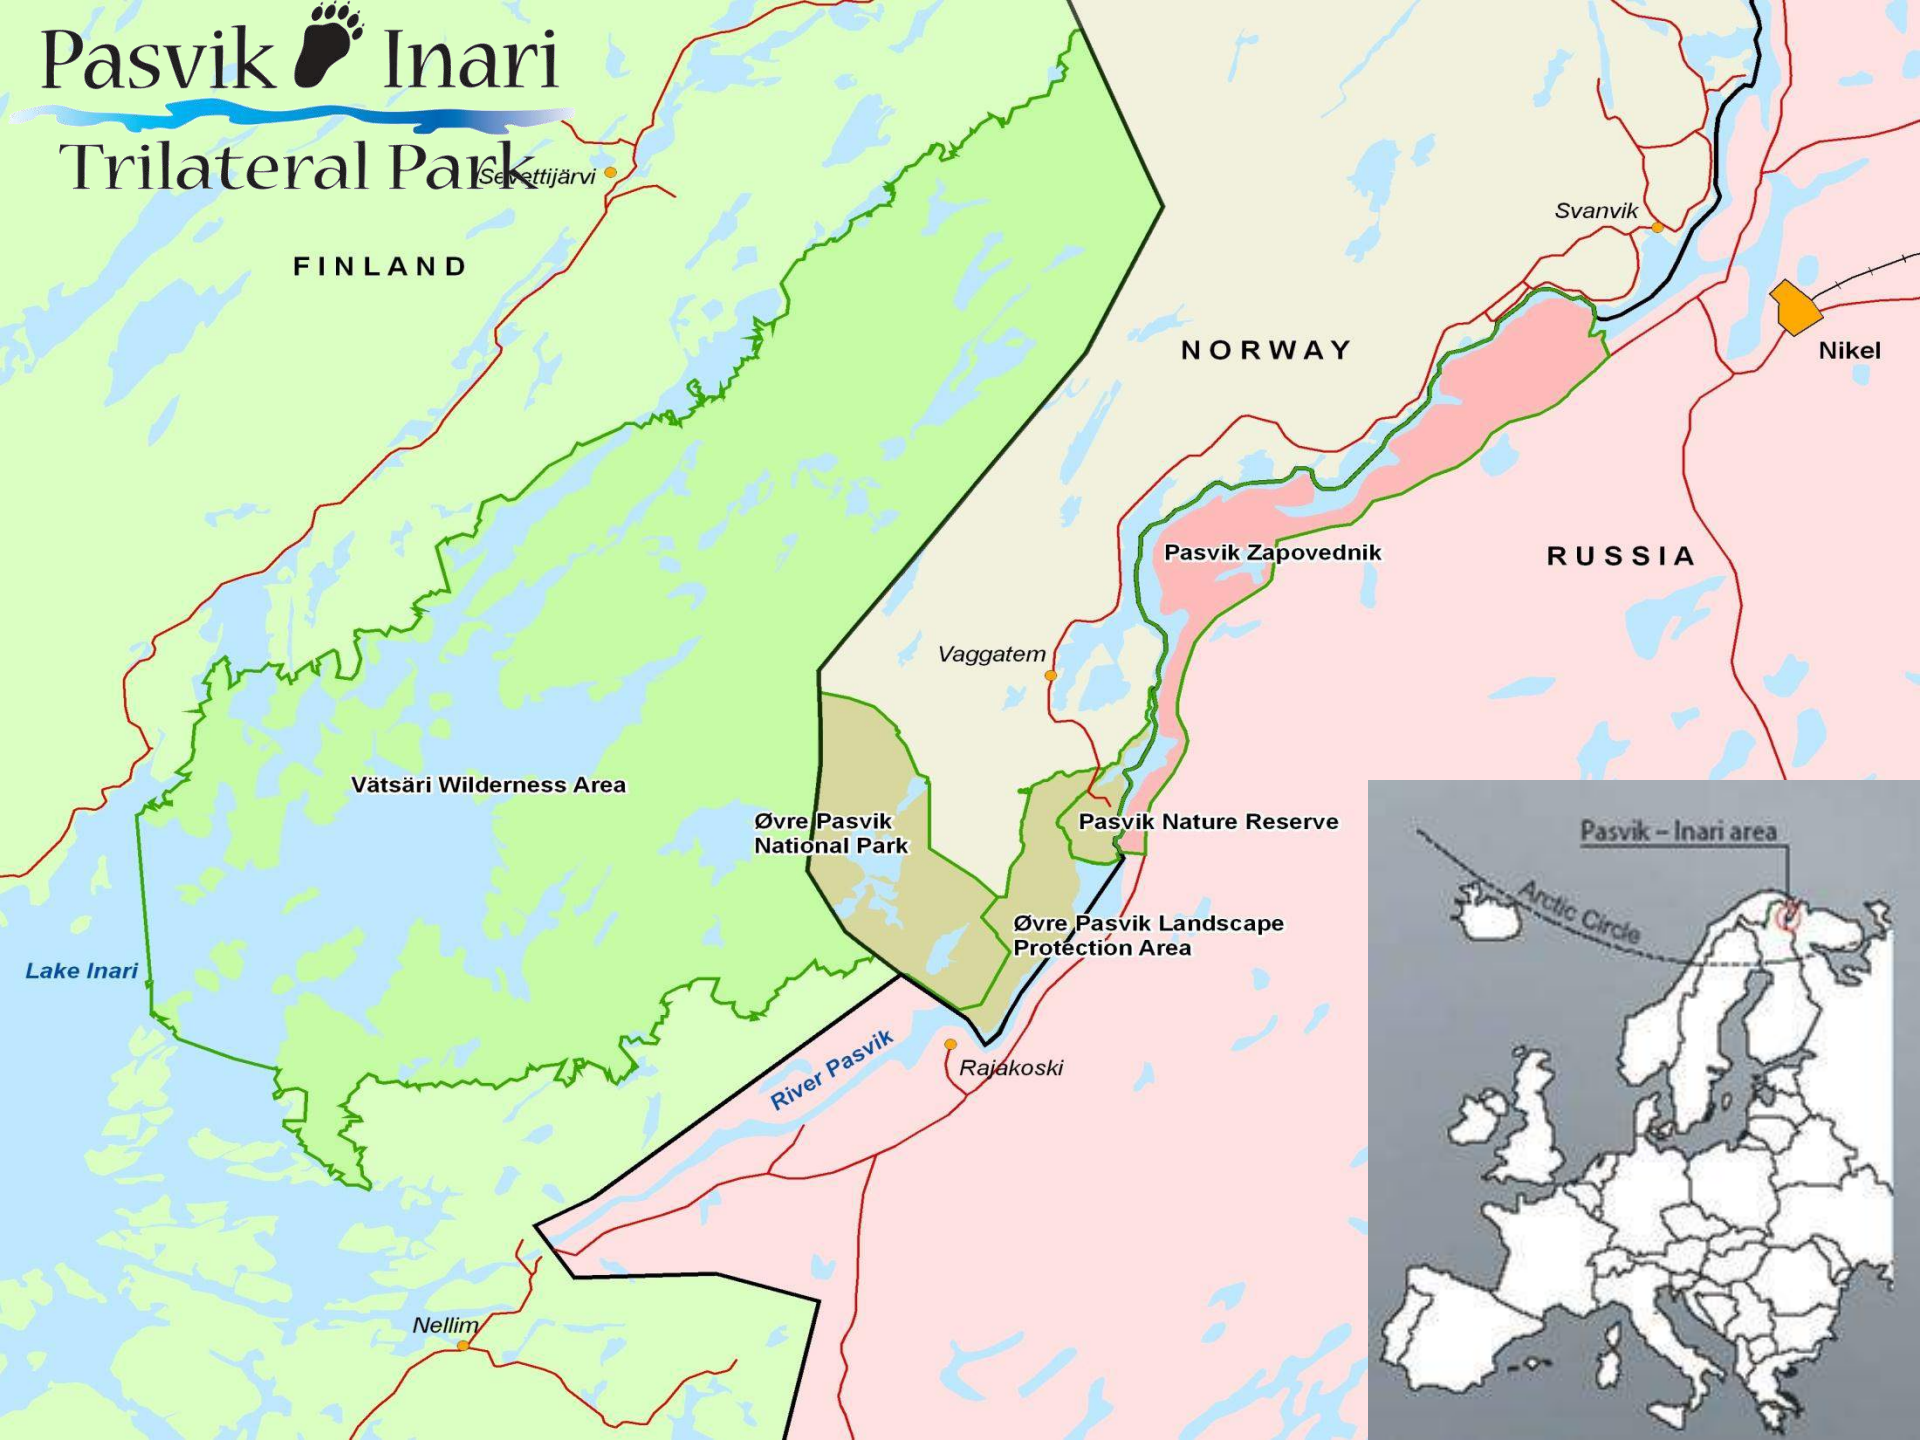 Pasvik Inari
Trilateral Park
Sevettijärvi
FINLAND
Svanvik
NORWAY
Nikel
Pasvik Zapovednik
RUSSIA
Vaggatem
Vätsäri Wilderness Area
Øvre Pasvik
National Park
Pasvik Nature Reserve
Øvre Pasvik Landscape
Protection Area
Lake Inari
River Pasvik
Rajakoski
Nellim
Pasvik – Inari area
Arctic Circle